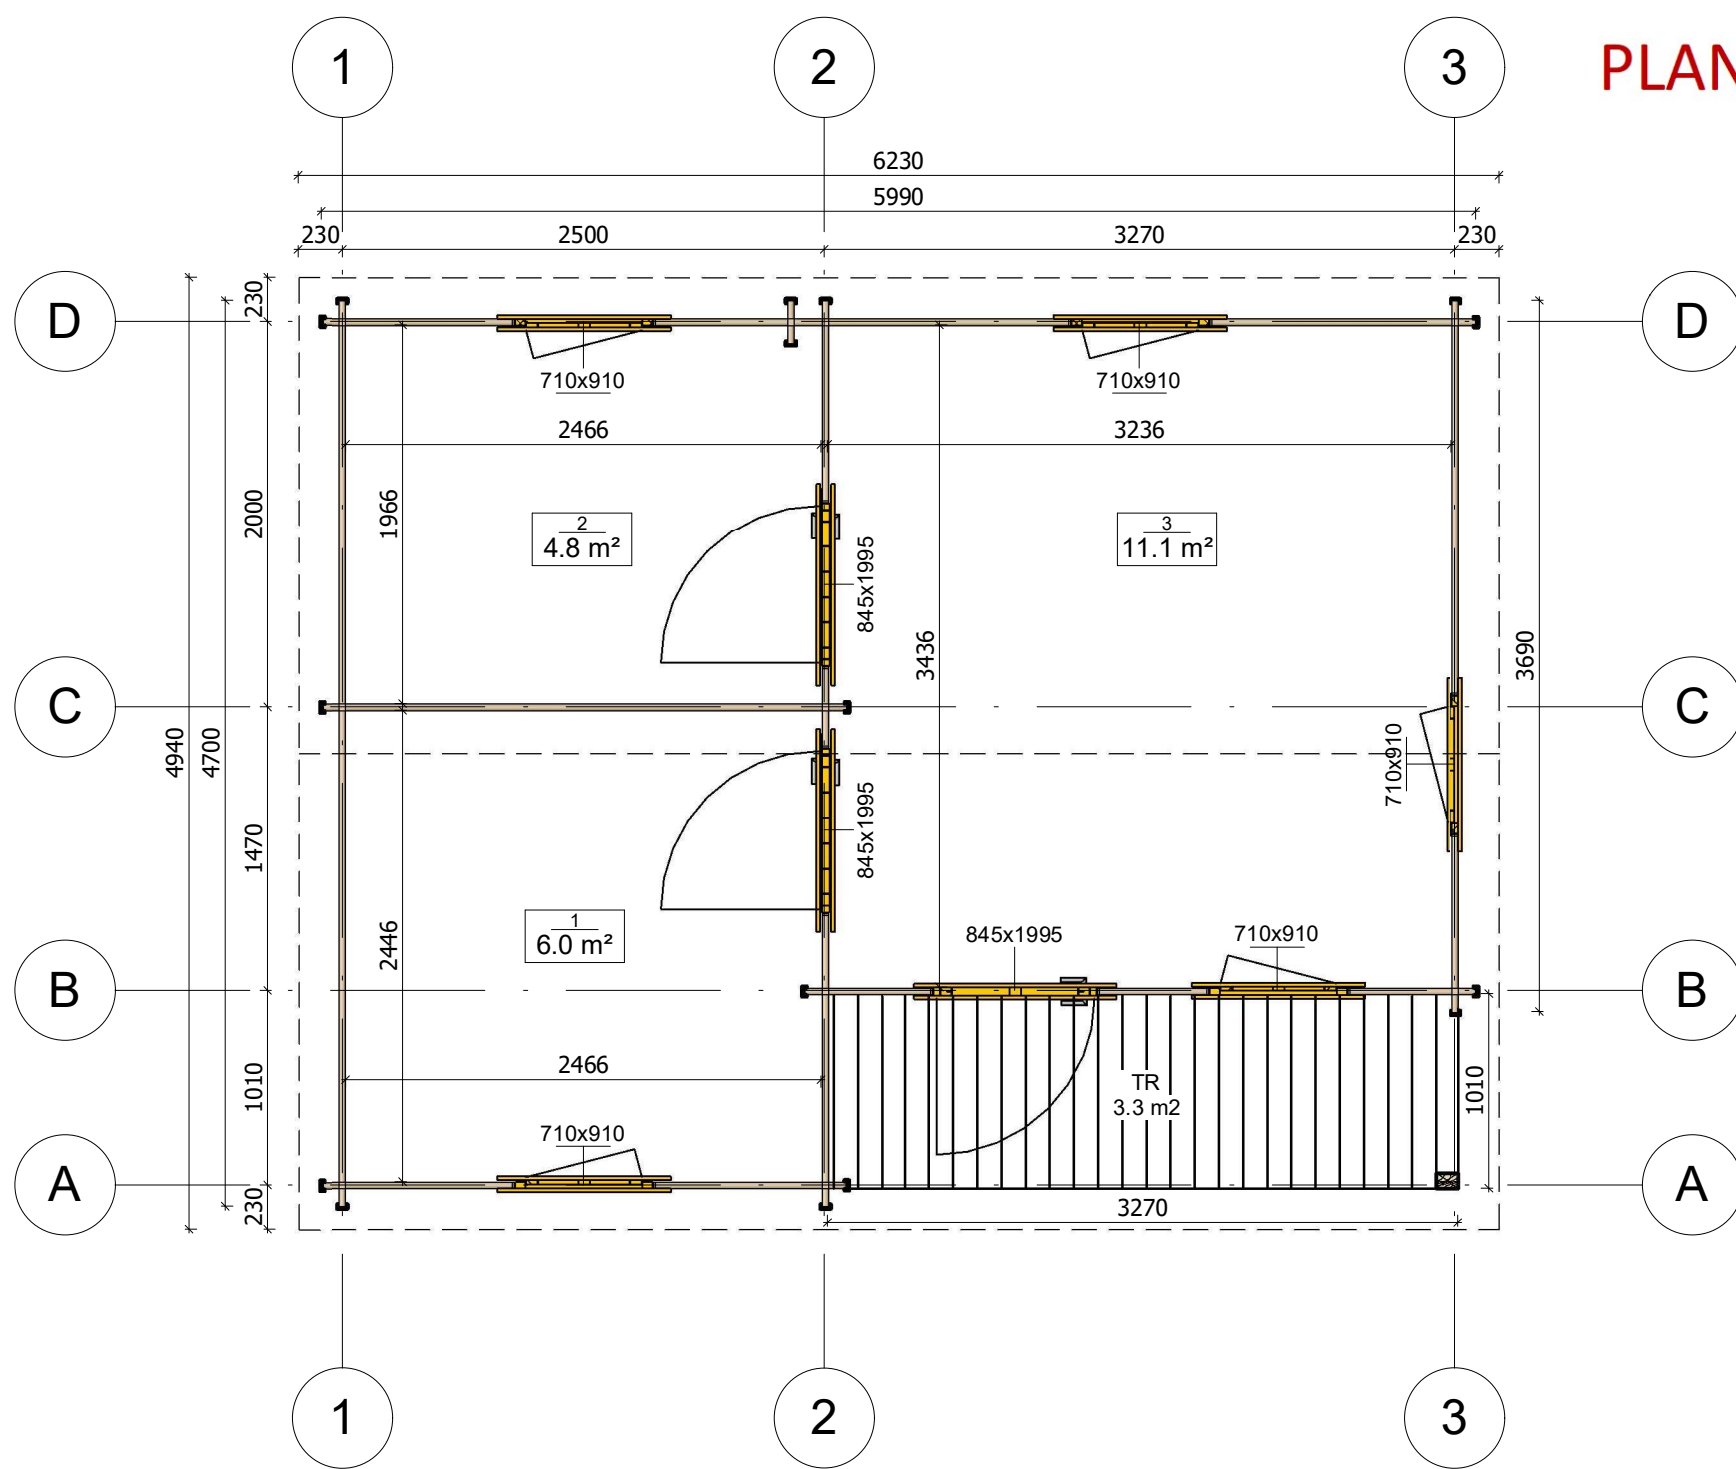 1
2
3
PLAN
6230
5990
230
2500
3270
230
D
230
D
710x910
710x910
2466
3236
2000
1966
2
4.8 m²
3
11.1 m²
845x1995
3436
3690
C
C
4940
4700
710x910
1470
845x1995
1
6.0 m²
2446
845x1995
710x910
B
B
2466
1010
TR
3.3 m2
1010
710x910
A
A
230
3270
1
2
3